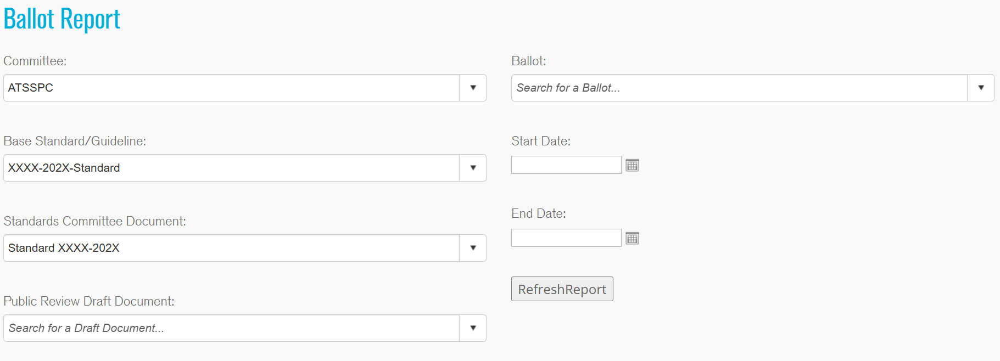 Ballot Report
Committee:
ATSSPC
Base Standard/Guideline:
XXXX-202X-Standard
Standards Committee Document:
Standard XXXX-202X
Public Review Draft Document:
Search for a Draft Document...
Ballot:
Search for a Ballot...
Start Date:
End Date:
RefreshReport